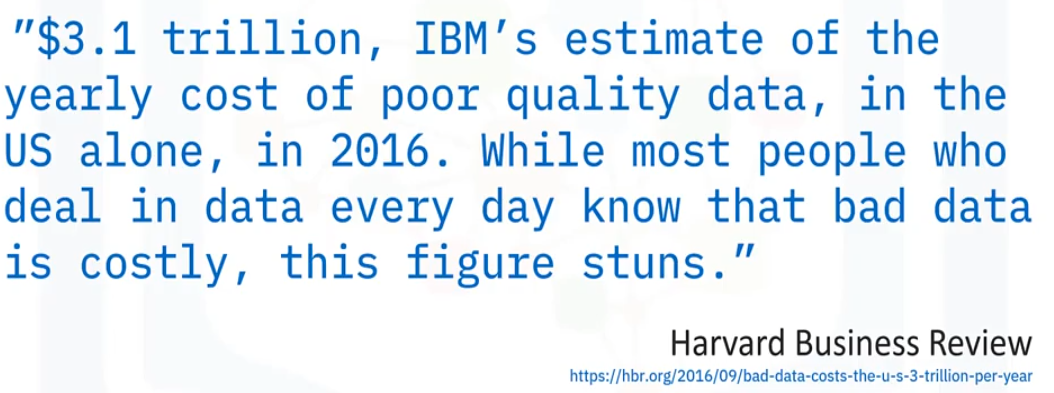 "$3.1 trillion, IBM’s estimate of the
yearly cost of poor quality data, in the
US alone, in 2016. While most people who
deal in data every day know that bad data
is costly, this figure stuns."
Harvard Business Review
https://hbr.org/2016/09/bad-data-costs-the-u-s-3-trillion-per-year